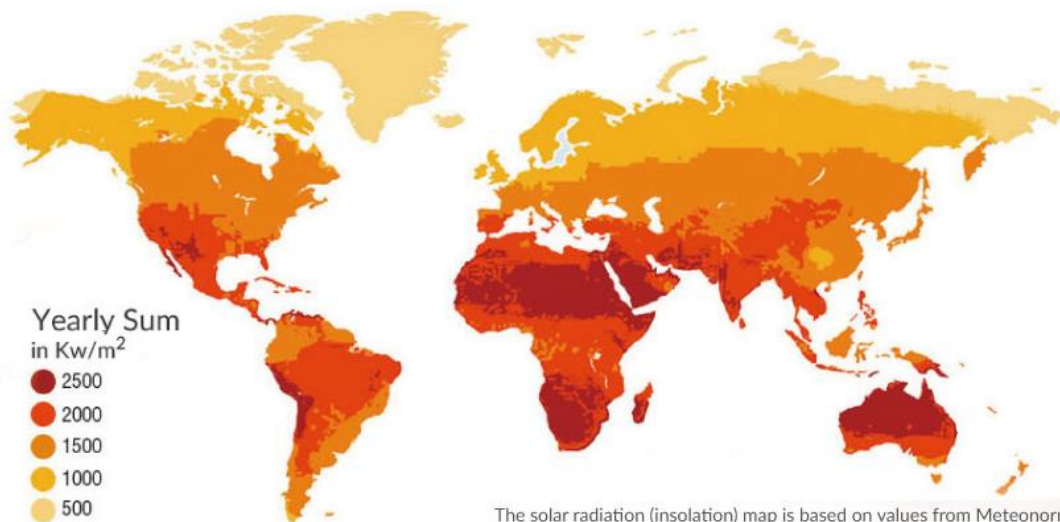 Yearly Sum
in Kw/m²
2500
2000
1500
1000
500
The solar radiation (insolation) map is based on values from Meteonorm